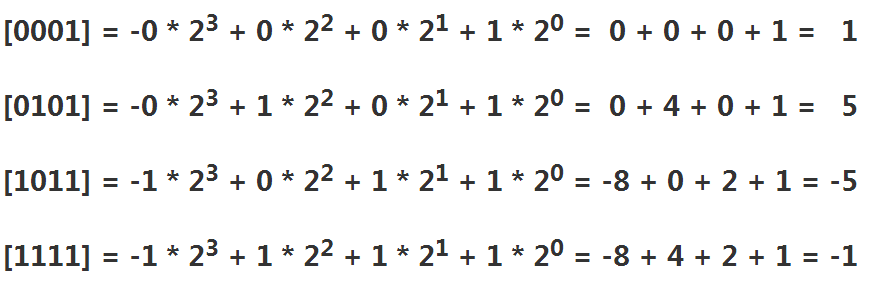 [0001] = -0 * 2³ + 0 * 2² + 0 * 2¹ + 1 * 2⁰ = 0 + 0 + 0 + 1 = 1
[0101] = -0 * 2³ + 1 * 2² + 0 * 2¹ + 1 * 2⁰ = 0 + 4 + 0 + 1 = 5
[1011] = -1 * 2³ + 0 * 2² + 1 * 2¹ + 1 * 2⁰ = -8 + 0 + 2 + 1 = -5
[1111] = -1 * 2³ + 1 * 2² + 1 * 2¹ + 1 * 2⁰ = -8 + 4 + 2 + 1 = -1